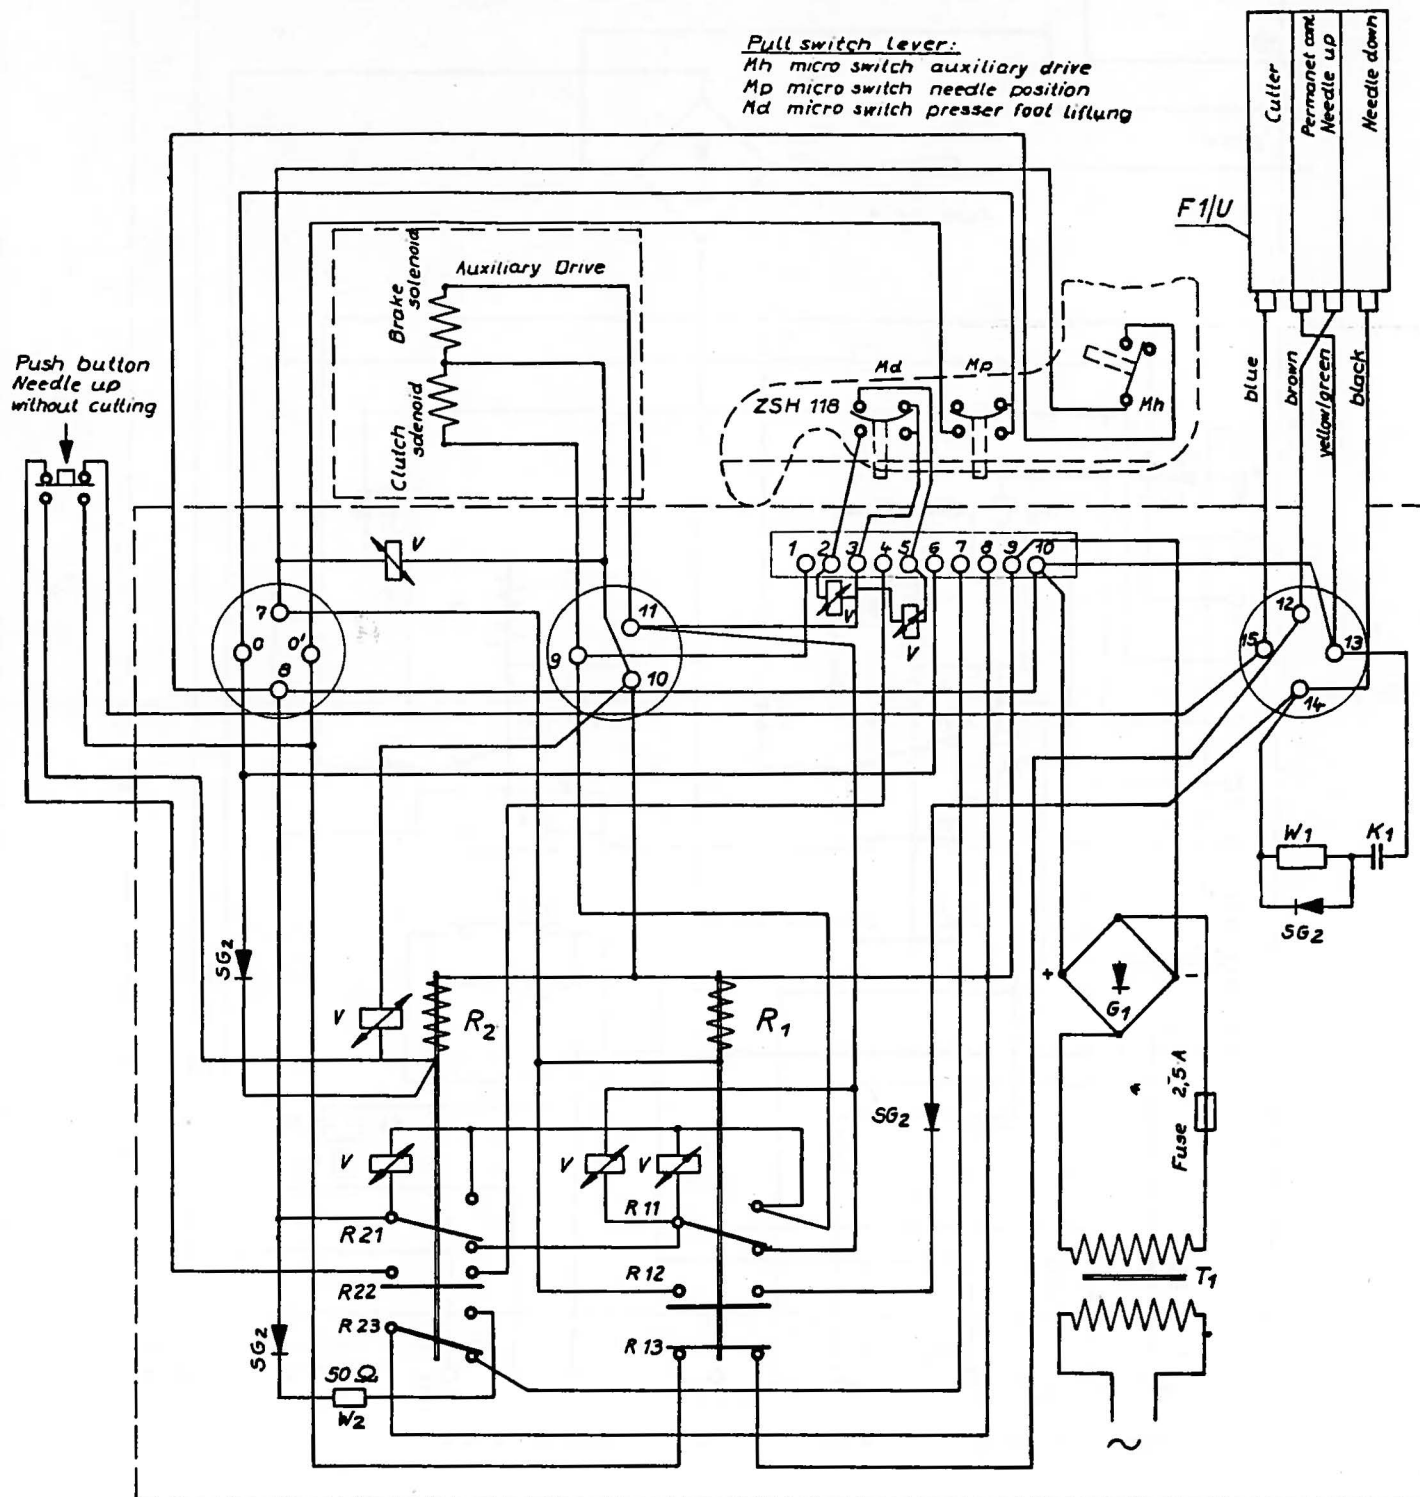 Pull switch lever:
Mh micro switch auxiliary drive
Mp micro switch needle position
Md micro switch presser foot liftung
Cutter
Permanet cont.
Needle up
Needle down
F1/U
Auxiliary Drive
Brake
solenoid
Clutch
solenoid
Push button
Needle up
without cutting
Md
Mp
ZSH 118
Mh
blue
brown
yellow/green
black
V
1 2 3 4 5 6 7 8 9 10
V
V
7
0 0'
8
11
9
10
12
15
13
14
W1
K1
SG2
SG2
V
R2
R1
+
-
G1
Fuse 2,5 A
SG2
V
V
V
R21
R11
R22
R12
R23
R13
SG2
50 Ω
W2
T1
~